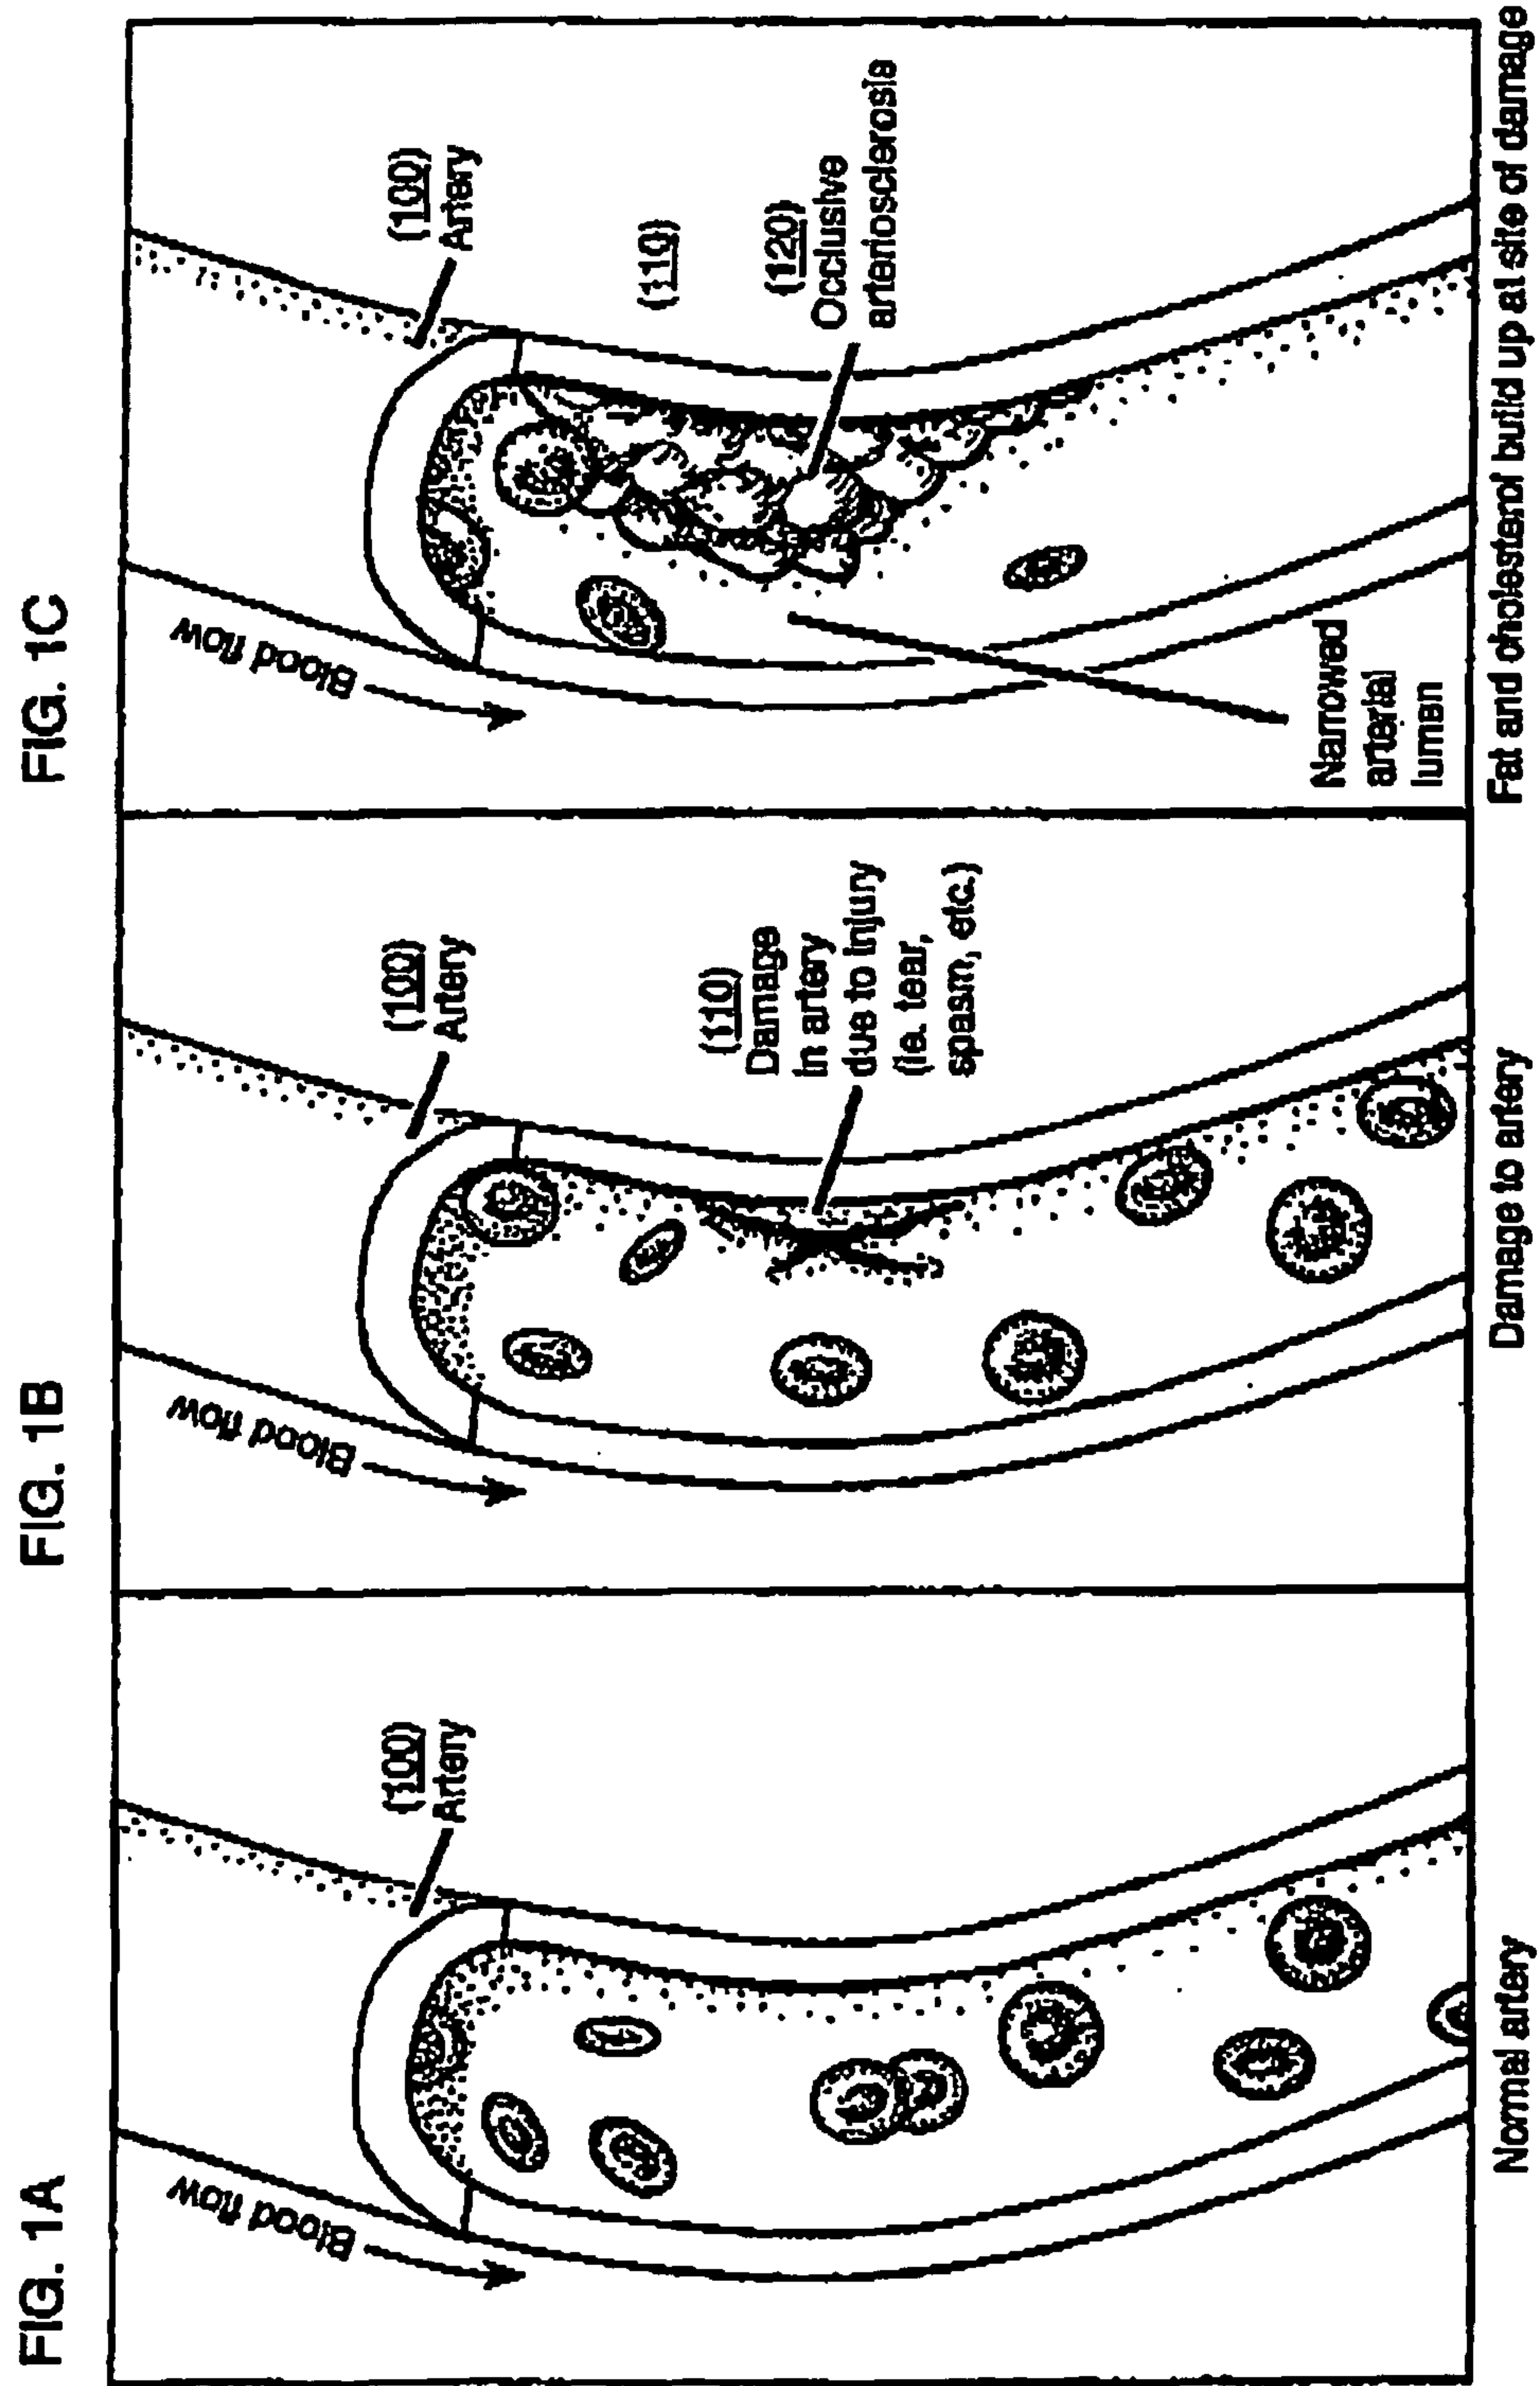 FIG. 1A
Blood flow
(100)
Artery
Normal artery
FIG. 1B
Blood flow
(100)
Artery
(110)
Damage
in artery
due to injury
(ie. tear,
spasm, etc.)
Damage to artery
FIG. 1C
Blood flow
(100)
Artery
(110)
(120)
Occlusive
arteriosclerosis
Narrowed
arterial
lumen
Fat and cholesterol build up at site of damage